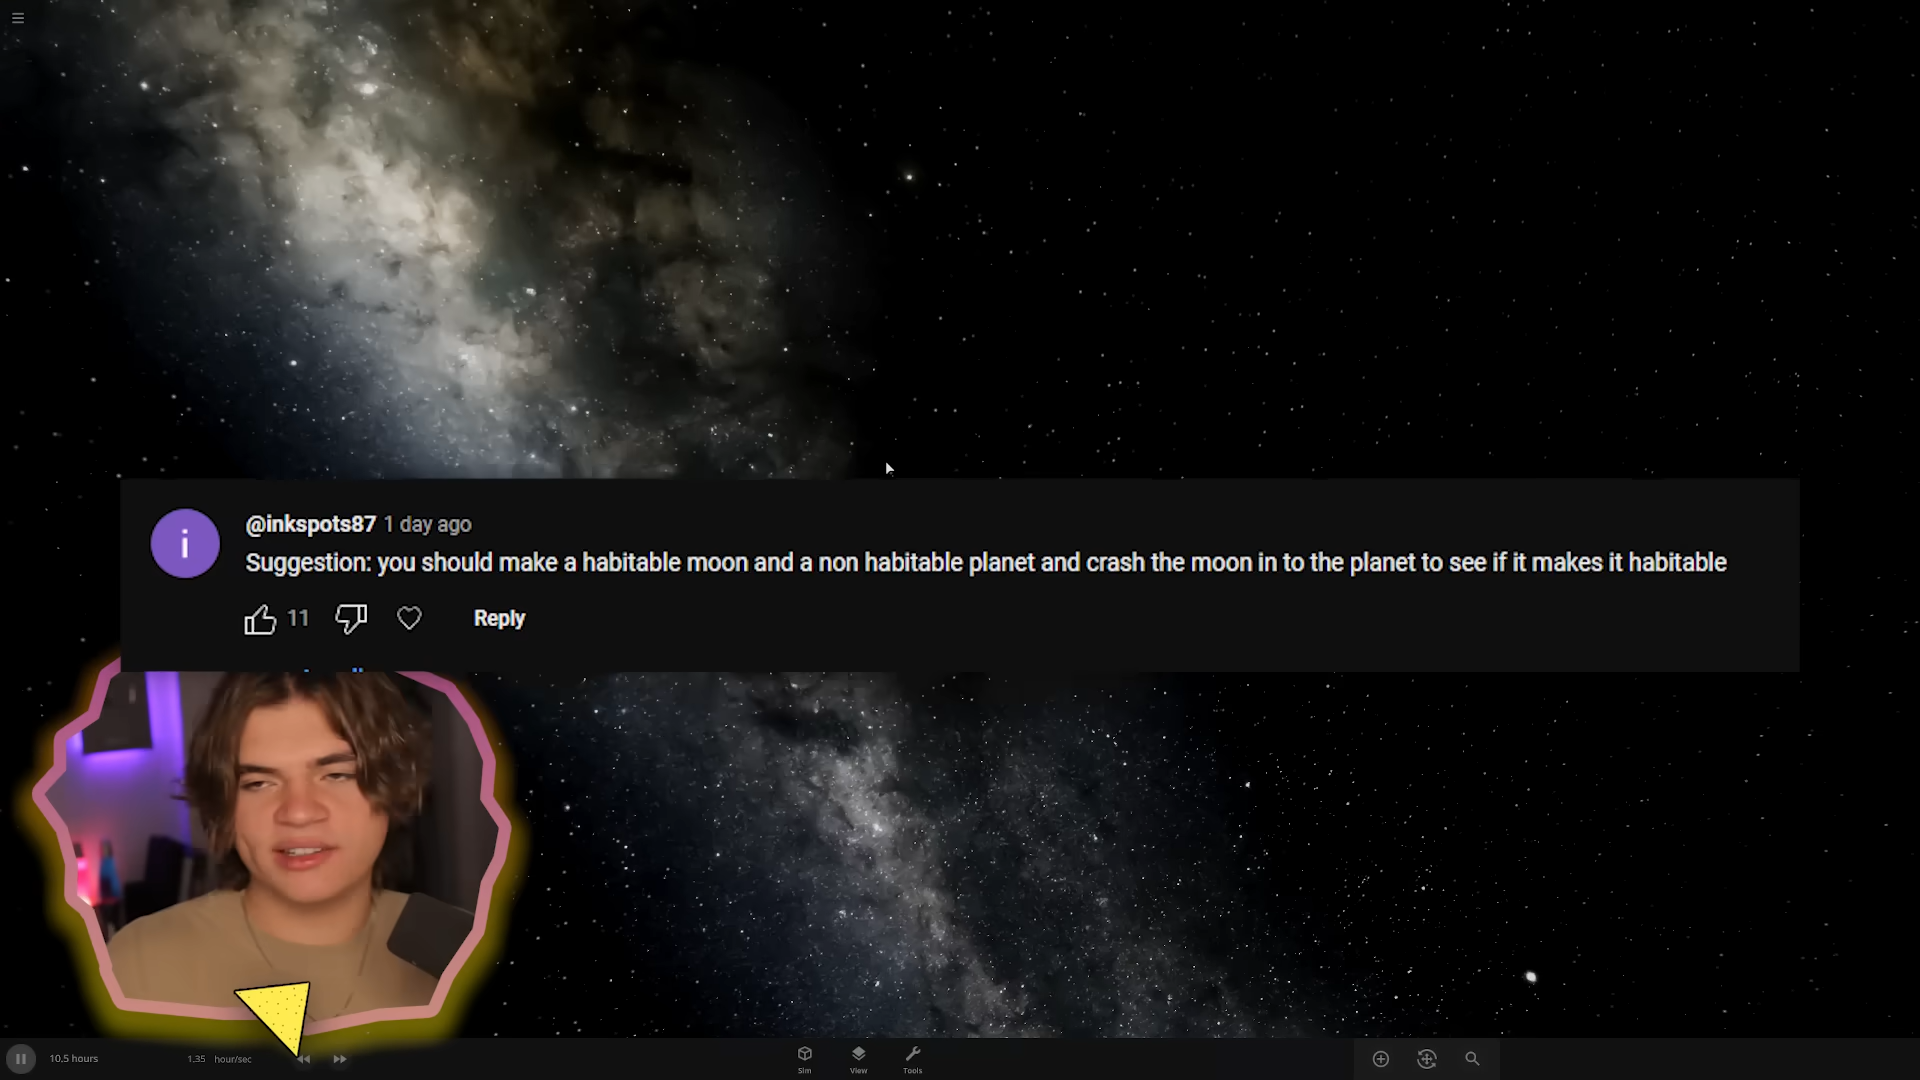 i
@inkspots87 1 day ago
Suggestion: you should make a habitable moon and a non habitable planet and crash the moon in to the planet to see if it makes it habitable
11 Reply
10.5 hours 1.35 hour/sec Sim View Tools